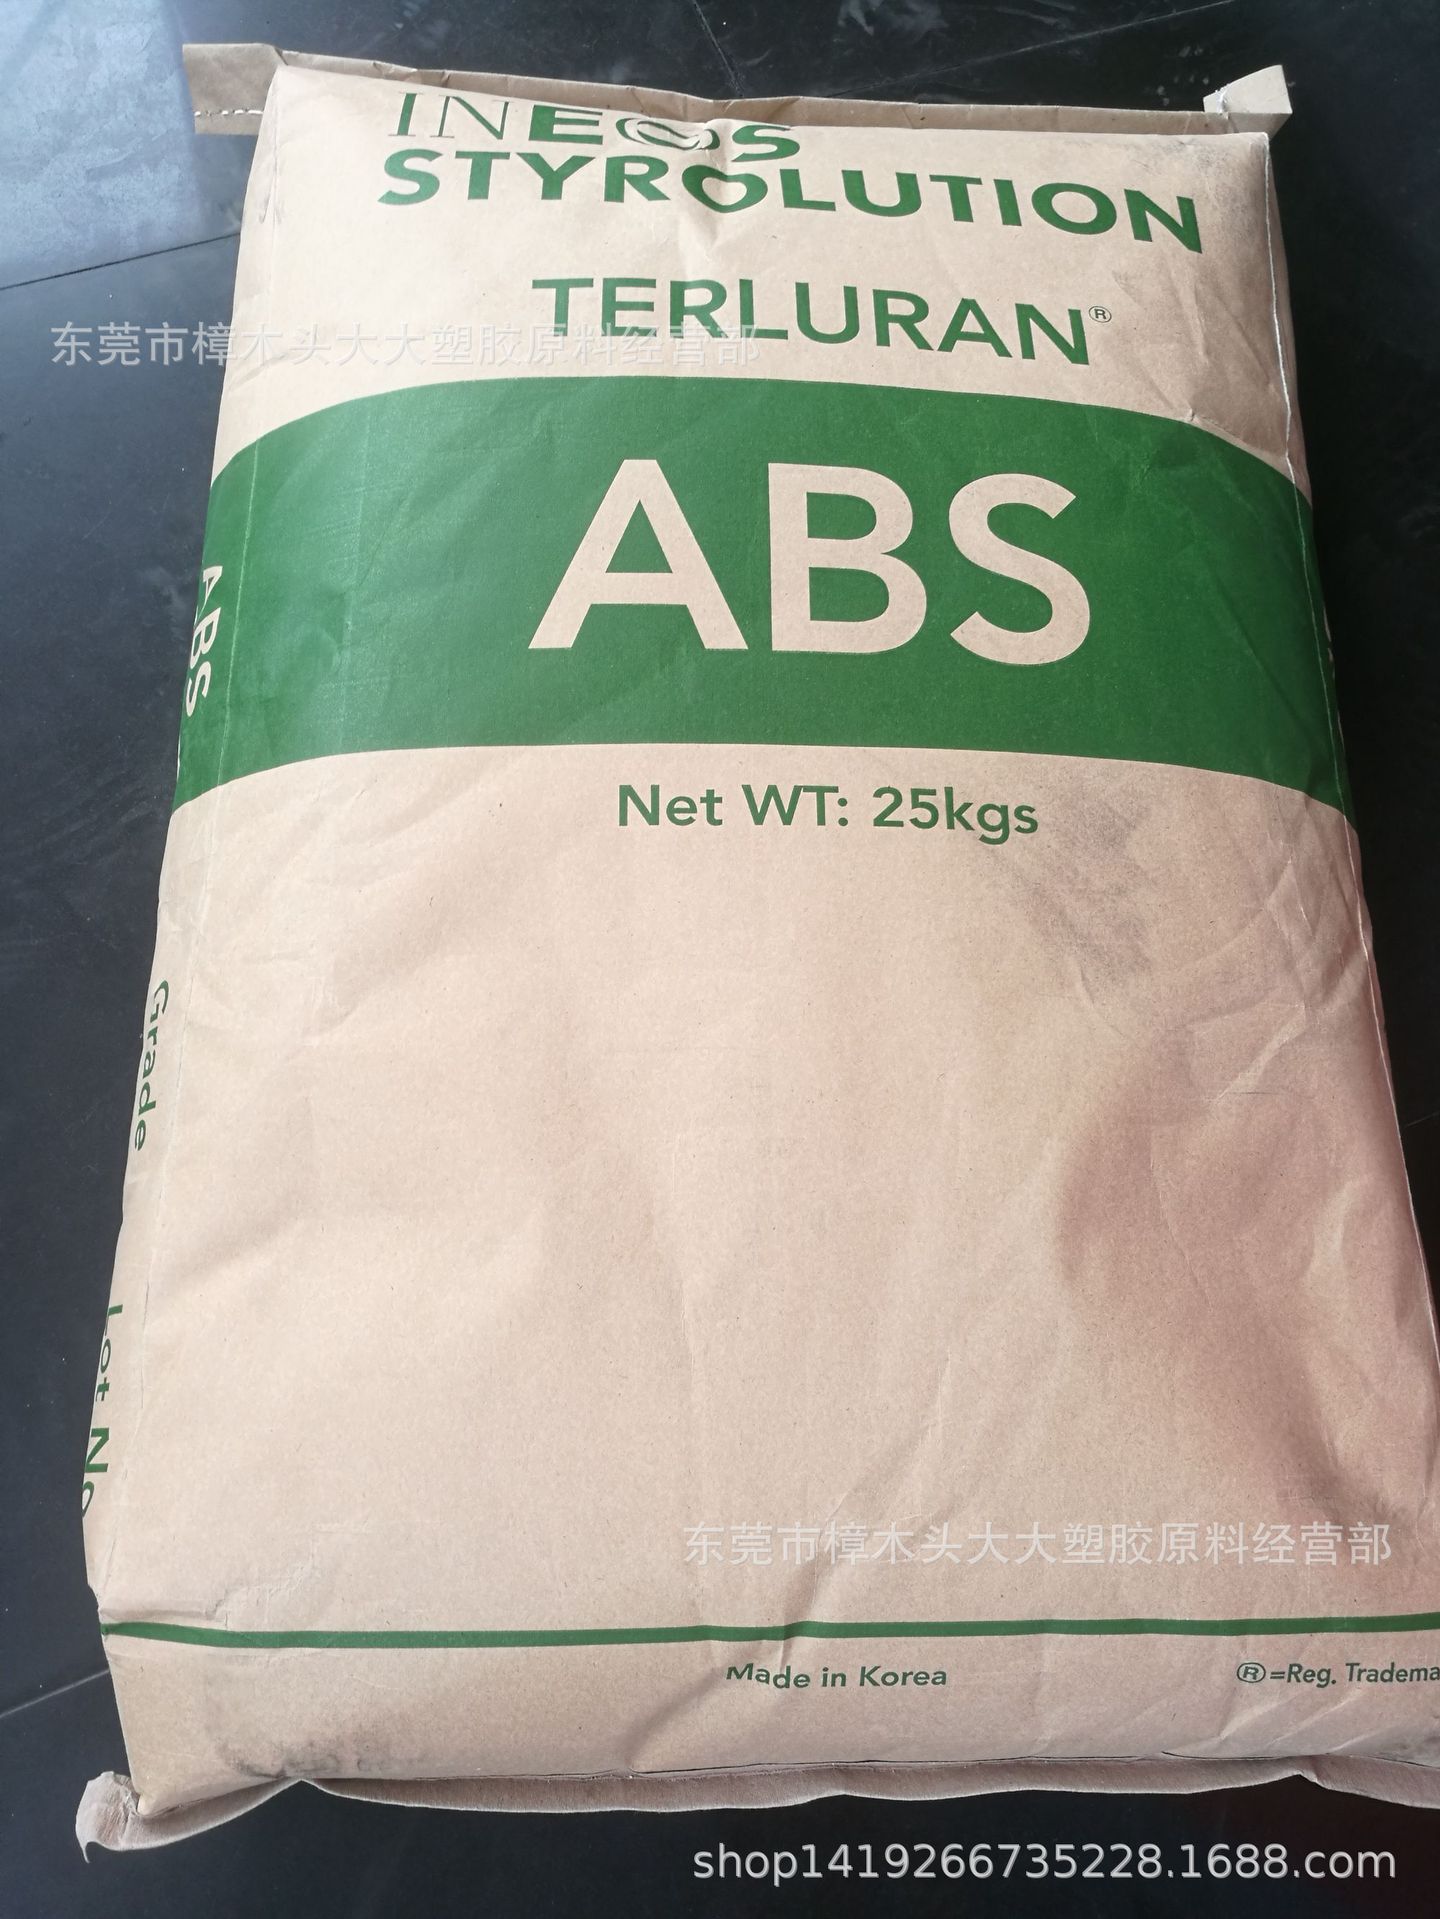 INEOS
STYROLUTION
TERLURAN®
东莞市樟木头大大塑胶原料经营部
ABS
ABS
Net WT: 25kgs
Grade
Lot No
东莞市樟木头大大塑胶原料经营部
Made in Korea
®=Reg. Tradema
shop1419266735228.1688.com